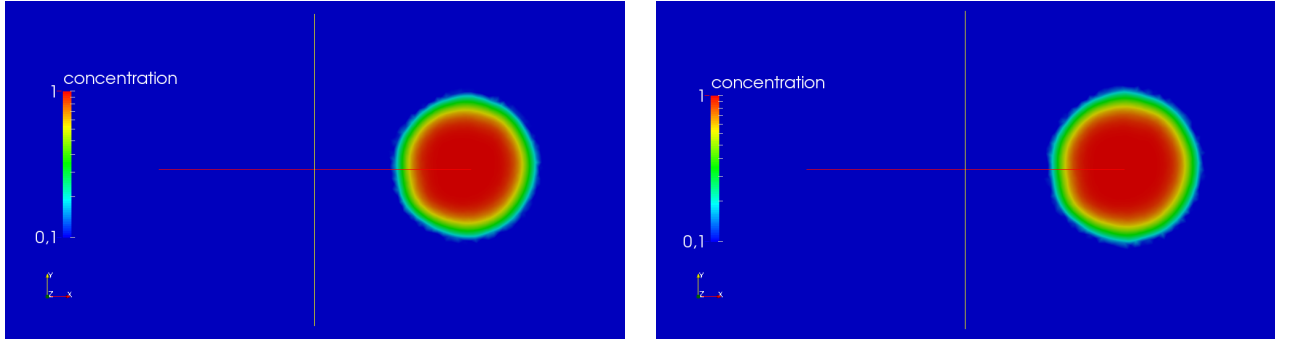 concentration
1
0,1
Y
Z X
concentration
1
0,1
Y
Z X